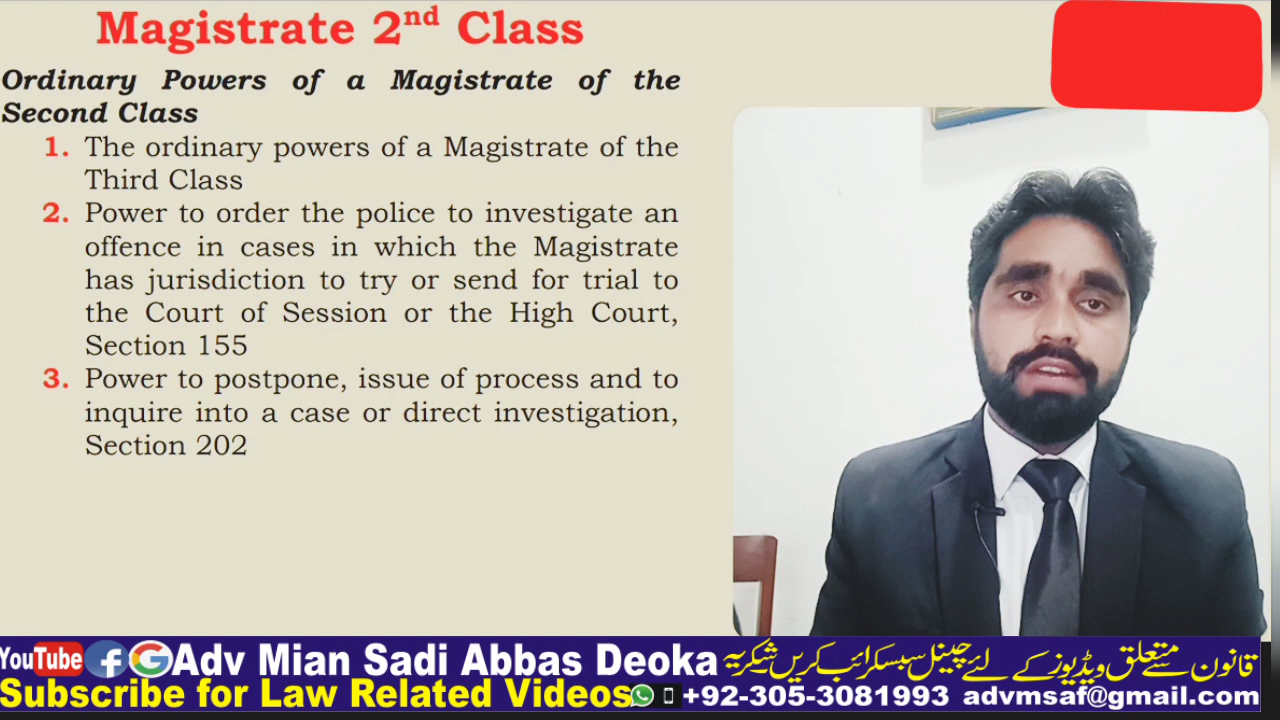 Magistrate 2nd Class
Ordinary Powers of a Magistrate of the
Second Class
1. The ordinary powers of a Magistrate of the
Third Class
2. Power to order the police to investigate an
offence in cases in which the Magistrate
has jurisdiction to try or send for trial to
the Court of Session or the High Court,
Section 155
3. Power to postpone, issue of process and to
inquire into a case or direct investigation,
Section 202
YouTube f G Adv Mian Sadi Abbas Deoka
قانون سے متعلق ویڈیوز کے لئے چینل سبسکرائب کریں شکریہ
Subscribe for Law Related Videos +92-305-3081993 advmsaf@gmail.com